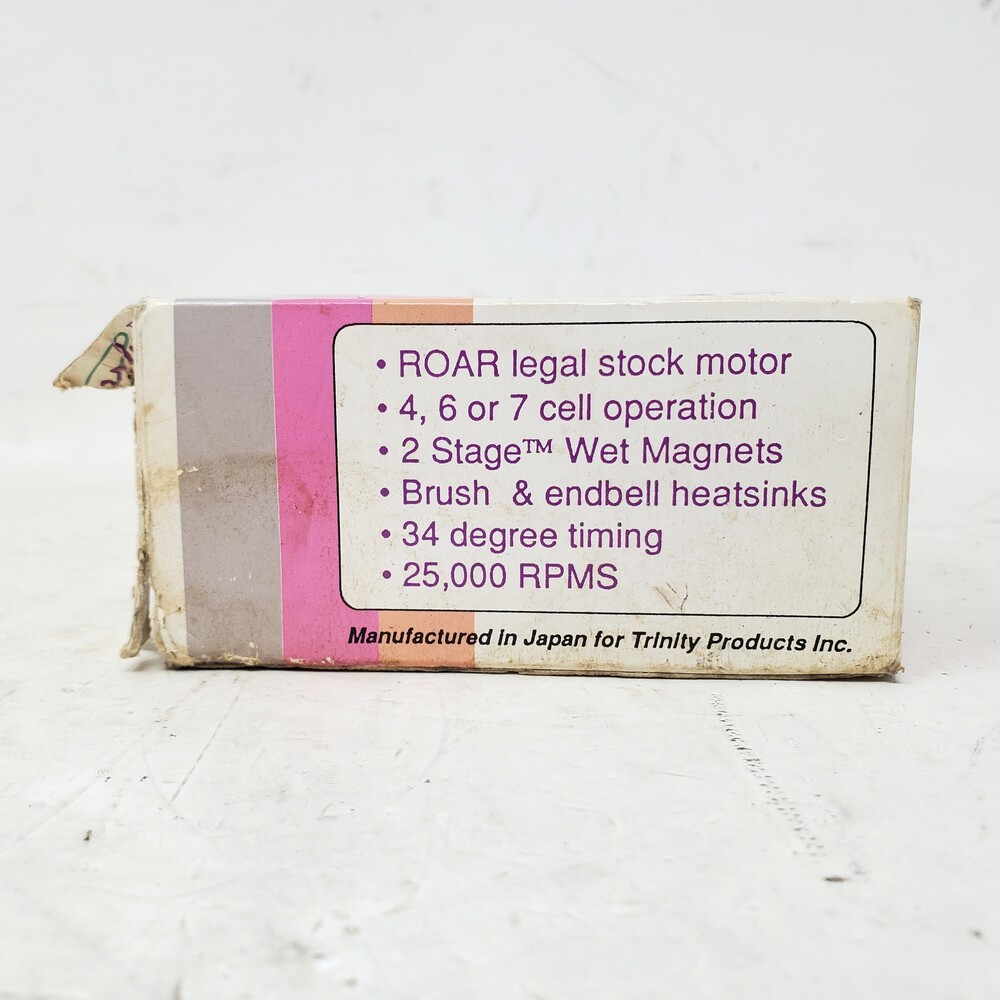 • ROAR legal stock motor
• 4, 6 or 7 cell operation
• 2 Stage™ Wet Magnets
• Brush & endbell heatsinks
• 34 degree timing
• 25,000 RPMS
Manufactured in Japan for Trinity Products Inc.